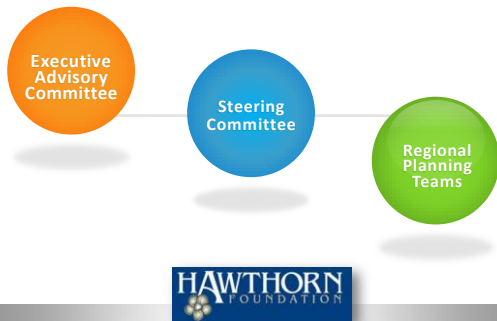 Executive
Advisory
Committee
Steering
Committee
Regional
Planning
Teams
HAWTHORN
FOUNDATION